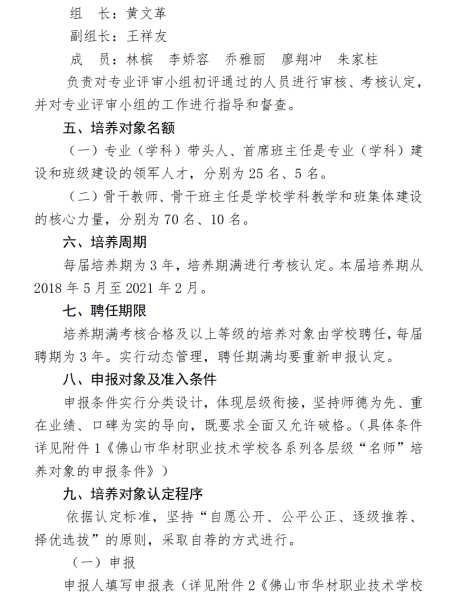 组　长：黄文革
副组长：王祥友
成　员：林槟　李娇容　乔雅丽　廖翔冲　朱家柱
负责对专业评审小组初评通过的人员进行审核、考核认定，
并对专业评审小组的工作进行指导和督查。
五、培养对象名额
（一）专业（学科）带头人、首席班主任是专业（学科）建
设和班级建设的领军人才，分别为 25 名、5 名。
（二）骨干教师、骨干班主任是学校学科教学和班集体建设
的核心力量，分别为 70 名、10 名。
六、培养周期
每届培养期为 3 年，培养期满进行考核认定。本届培养期从
2018 年 5 月至 2021 年 2 月。
七、聘任期限
培养期满考核合格及以上等级的培养对象由学校聘任，每届
聘期为 3 年。实行动态管理，聘任期满均要重新申报认定。
八、申报对象及准入条件
申报条件实行分类设计，体现层级衔接，坚持师德为先、重
在业绩、口碑为实的导向，既要求全面又允许破格。（具体条件
详见附件 1《佛山市华材职业技术学校各系列各层级“名师”培
养对象的申报条件》）
九、培养对象认定程序
依据认定标准，坚持“自愿公开、公平公正、逐级推荐、
择优选拔”的原则，采取自荐的方式进行。
（一）申报
申报人填写申报表（详见附件 2《佛山市华材职业技术学校